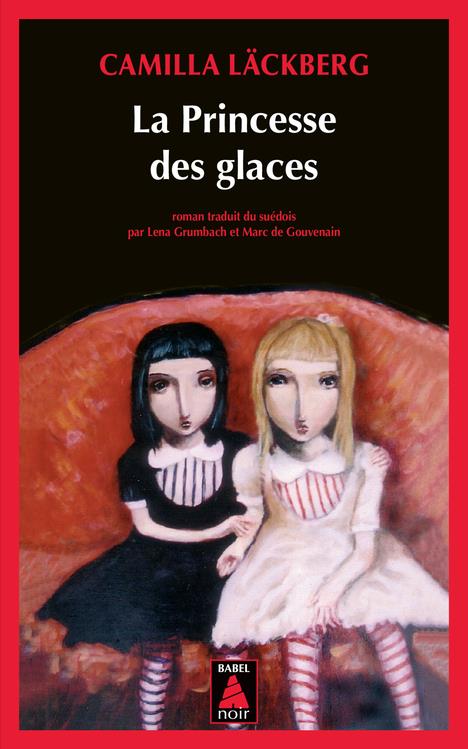 CAMILLA LÄCKBERG
La Princesse
des glaces
roman traduit du suédois
par Lena Grumbach et Marc de Gouvenain
BABEL
noir